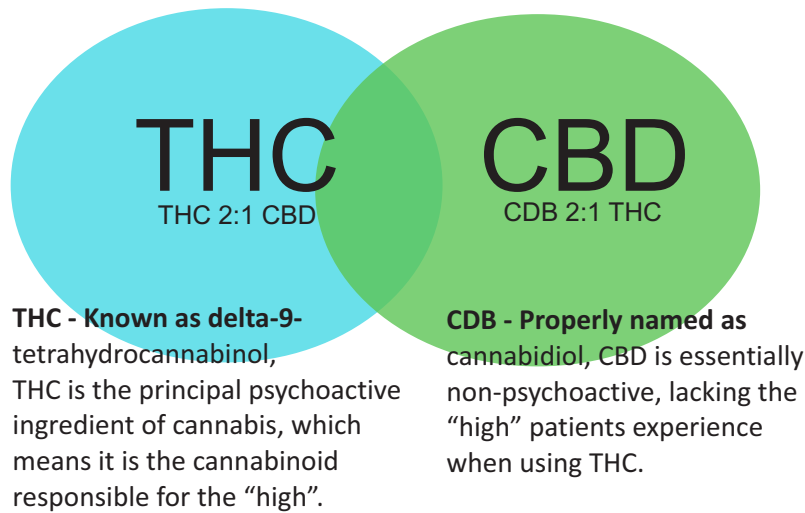 THC
THC 2:1 CBD
CBD
CDB 2:1 THC
THC - Known as delta-9-
tetrahydrocannabinol,
THC is the principal psychoactive
ingredient of cannabis, which
means it is the cannabinoid
responsible for the “high”.
CDB - Properly named as
cannabidiol, CBD is essentially
non-psychoactive, lacking the
“high” patients experience
when using THC.